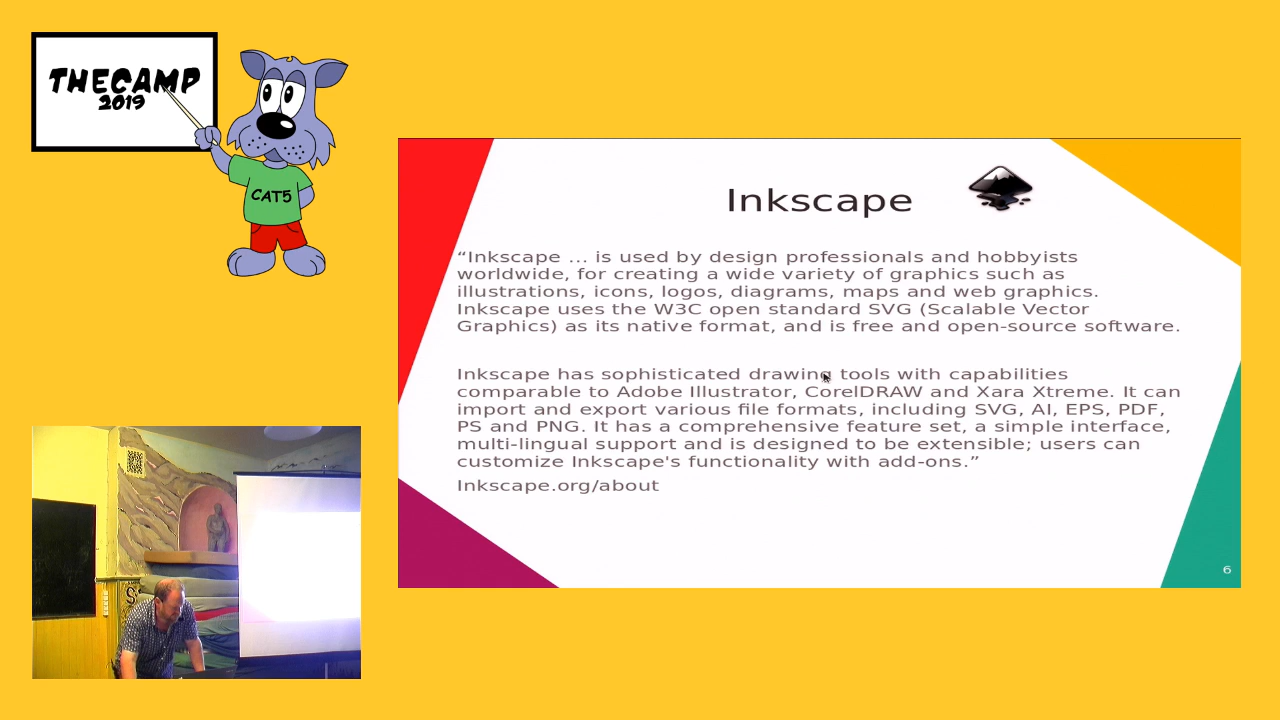 THECAMP
2019
CAT5
Inkscape
“Inkscape ... is used by design professionals and hobbyists
worldwide, for creating a wide variety of graphics such as
illustrations, icons, logos, diagrams, maps and web graphics.
Inkscape uses the W3C open standard SVG (Scalable Vector
Graphics) as its native format, and is free and open-source software.
Inkscape has sophisticated drawing tools with capabilities
comparable to Adobe Illustrator, CorelDRAW and Xara Xtreme. It can
import and export various file formats, including SVG, AI, EPS, PDF,
PS and PNG. It has a comprehensive feature set, a simple interface,
multi-lingual support and is designed to be extensible; users can
customize Inkscape's functionality with add-ons.”
Inkscape.org/about
6